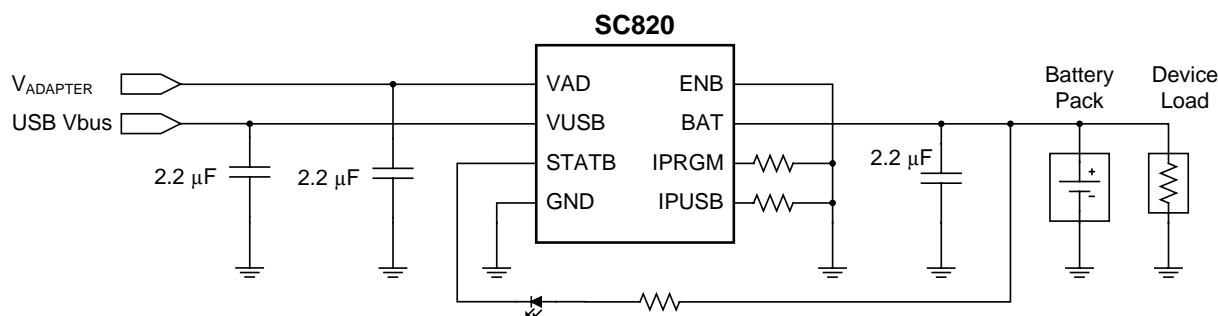 SC820
V_ADAPTER
USB Vbus
VAD
VUSB
STATB
GND
ENB
BAT
IPRGM
IPUSB
Battery
Pack
Device
Load
2.2 μF
2.2 μF
2.2 μF
+
-